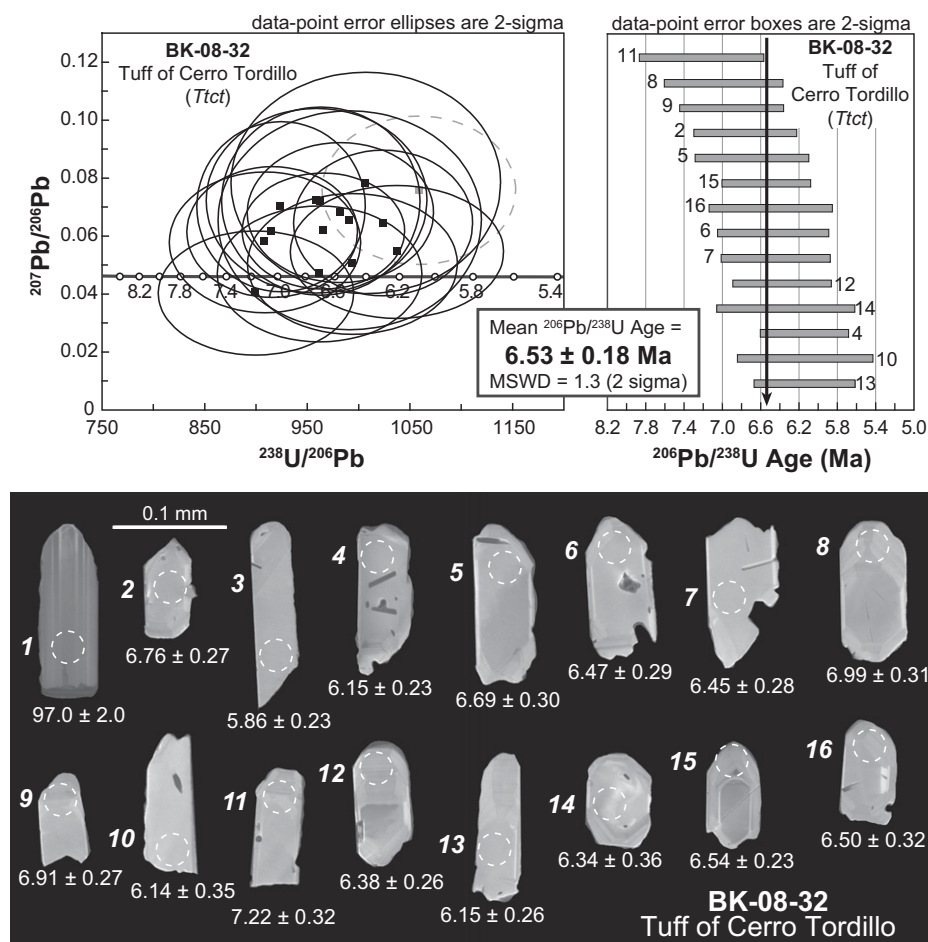 data-point error ellipses are 2-sigma
BK-08-32
Tuff of Cerro Tordillo
(Ttct)
0.12
0.10
0.08
0.06
0.04
0.02
0
²⁰⁷Pb/²⁰⁶Pb
8.2 7.8 7.4 7.0 6.6 6.2 5.8 5.4
750 850 950 1050 1150
²³⁸U/²⁰⁶Pb
Mean ²⁰⁶Pb/²³⁸U Age =
6.53 ± 0.18 Ma
MSWD = 1.3 (2 sigma)
data-point error boxes are 2-sigma
BK-08-32
Tuff of
Cerro Tordillo
(Ttct)
11
8
9
2
5
15
16
6
7
12
14
4
10
13
8.2 7.8 7.4 7.0 6.6 6.2 5.8 5.4 5.0
²⁰⁶Pb/²³⁸U Age (Ma)
0.1 mm
1
97.0 ± 2.0
2
6.76 ± 0.27
3
5.86 ± 0.23
4
6.15 ± 0.23
5
6.69 ± 0.30
6
6.47 ± 0.29
7
6.45 ± 0.28
8
6.99 ± 0.31
9
6.91 ± 0.27
10
6.14 ± 0.35
11
7.22 ± 0.32
12
6.38 ± 0.26
13
6.15 ± 0.26
14
6.34 ± 0.36
15
6.54 ± 0.23
16
6.50 ± 0.32
BK-08-32
Tuff of Cerro Tordillo